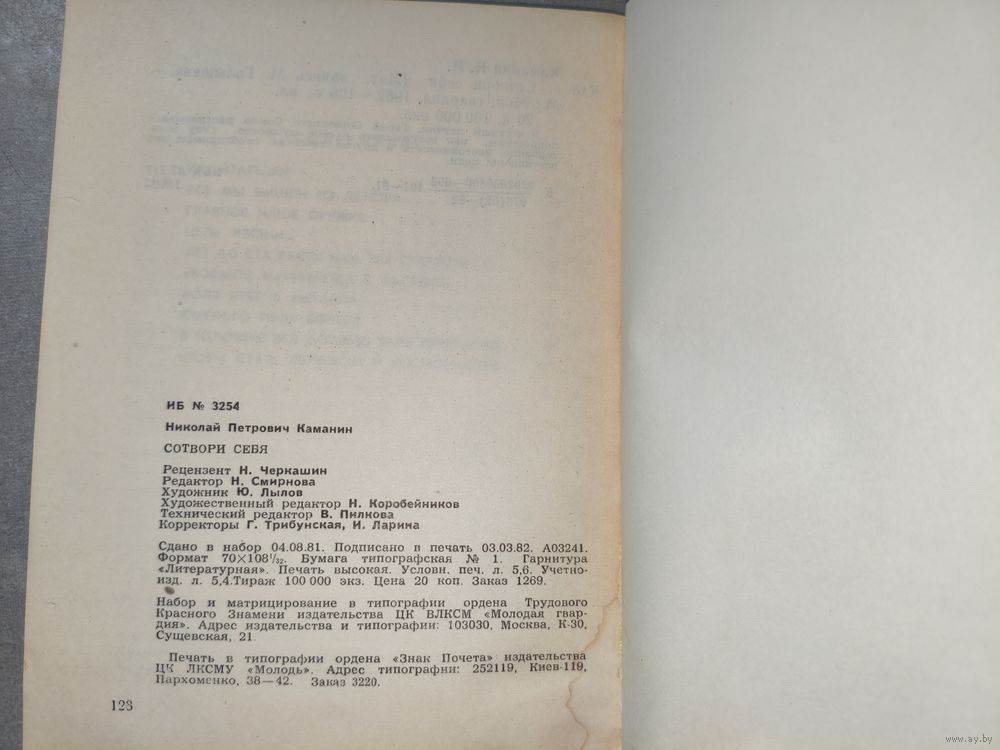 ИБ № 3254
Николай Петрович Каманин
СОТВОРИ СЕБЯ
Рецензент Н. Черкашин
Редактор Н. Смирнова
Художник Ю. Лылов
Художественный редактор Н. Коробейников
Технический редактор В. Пилкова
Корректоры Г. Трибунская, И. Ларина
Сдано в набор 04.08.81. Подписано в печать 03.03.82. А03241.
Формат 70×108¹/₃₂. Бумага типографская № 1. Гарнитура
«Литературная». Печать высокая. Условн. печ. л. 5,6. Учетно-
изд. л. 5,4.Тираж 100 000 экз. Цена 20 коп. Заказ 1269.
Набор и матрицирование в типографии ордена Трудового
Красного Знамени издательства ЦК ВЛКСМ «Молодая гвар-
дия». Адрес издательства и типографии: 103030, Москва, К-30,
Сущевская, 21.
Печать в типографии ордена «Знак Почета» издательства
ЦК ЛКСМУ «Молодь». Адрес типографии: 252119, Киев-119,
Пархоменко, 38—42. Заказ 3220.
128
www.ay.by